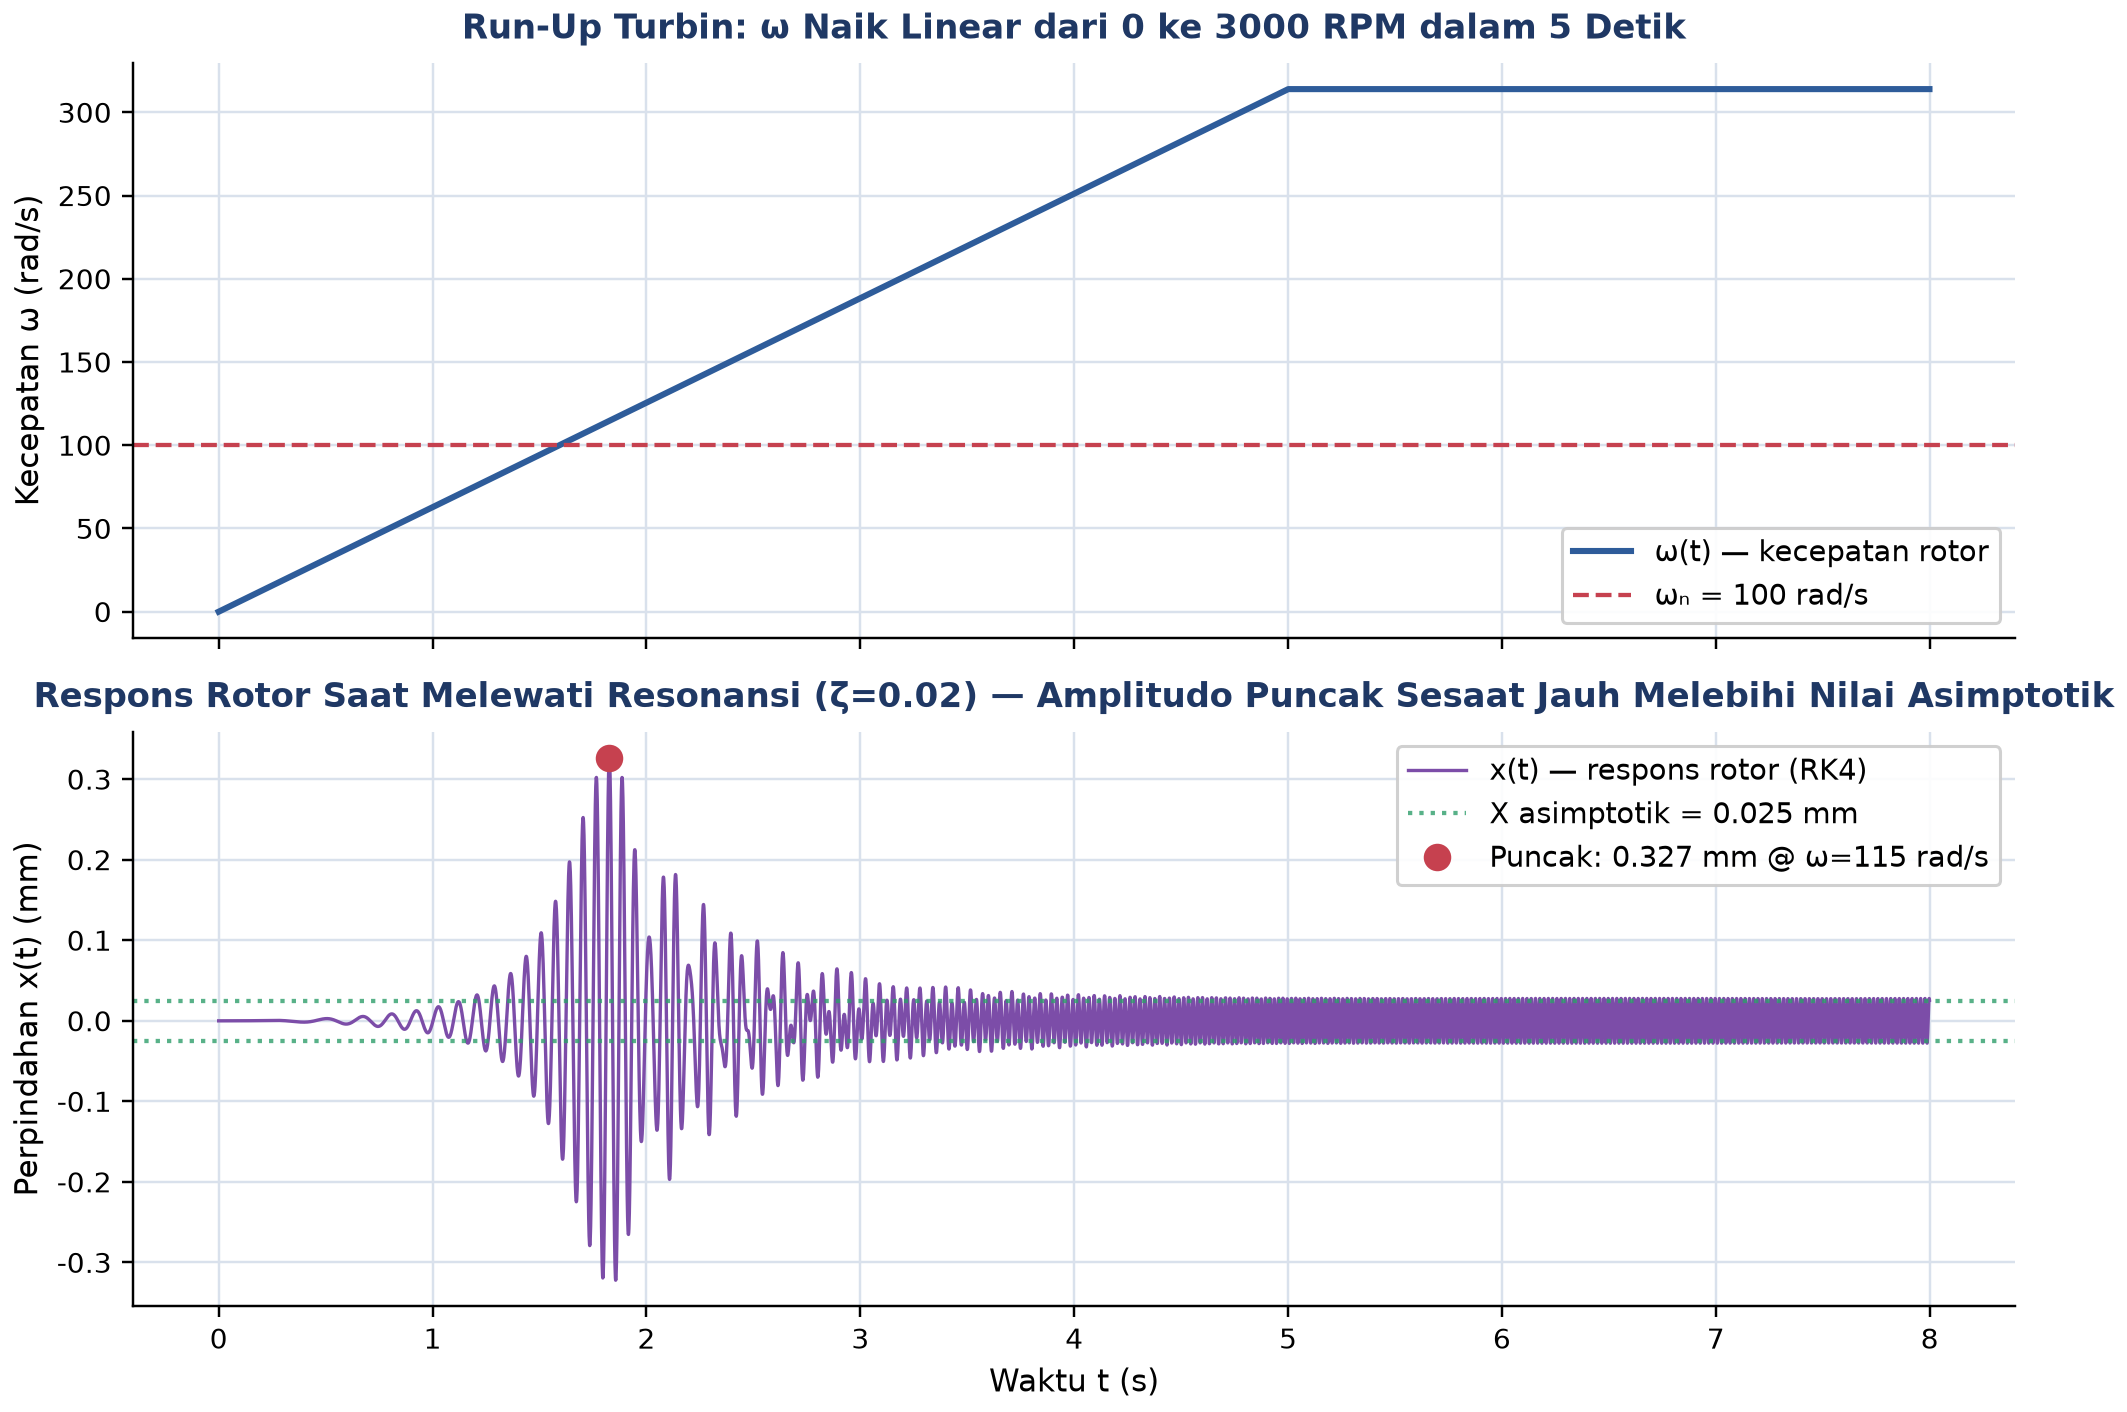 Run-Up Turbin: ω Naik Linear dari 0 ke 3000 RPM dalam 5 Detik
Kecepatan ω (rad/s)
300
250
200
150
100
50
0
ω(t) — kecepatan rotor
ωₙ = 100 rad/s
Respons Rotor Saat Melewati Resonansi (ζ=0.02) — Amplitudo Puncak Sesaat Jauh Melebihi Nilai Asimptotik
Perpindahan x(t) (mm)
0.3
0.2
0.1
0.0
-0.1
-0.2
-0.3
x(t) — respons rotor (RK4)
X asimptotik = 0.025 mm
Puncak: 0.327 mm @ ω=115 rad/s
0 1 2 3 4 5 6 7 8
Waktu t (s)